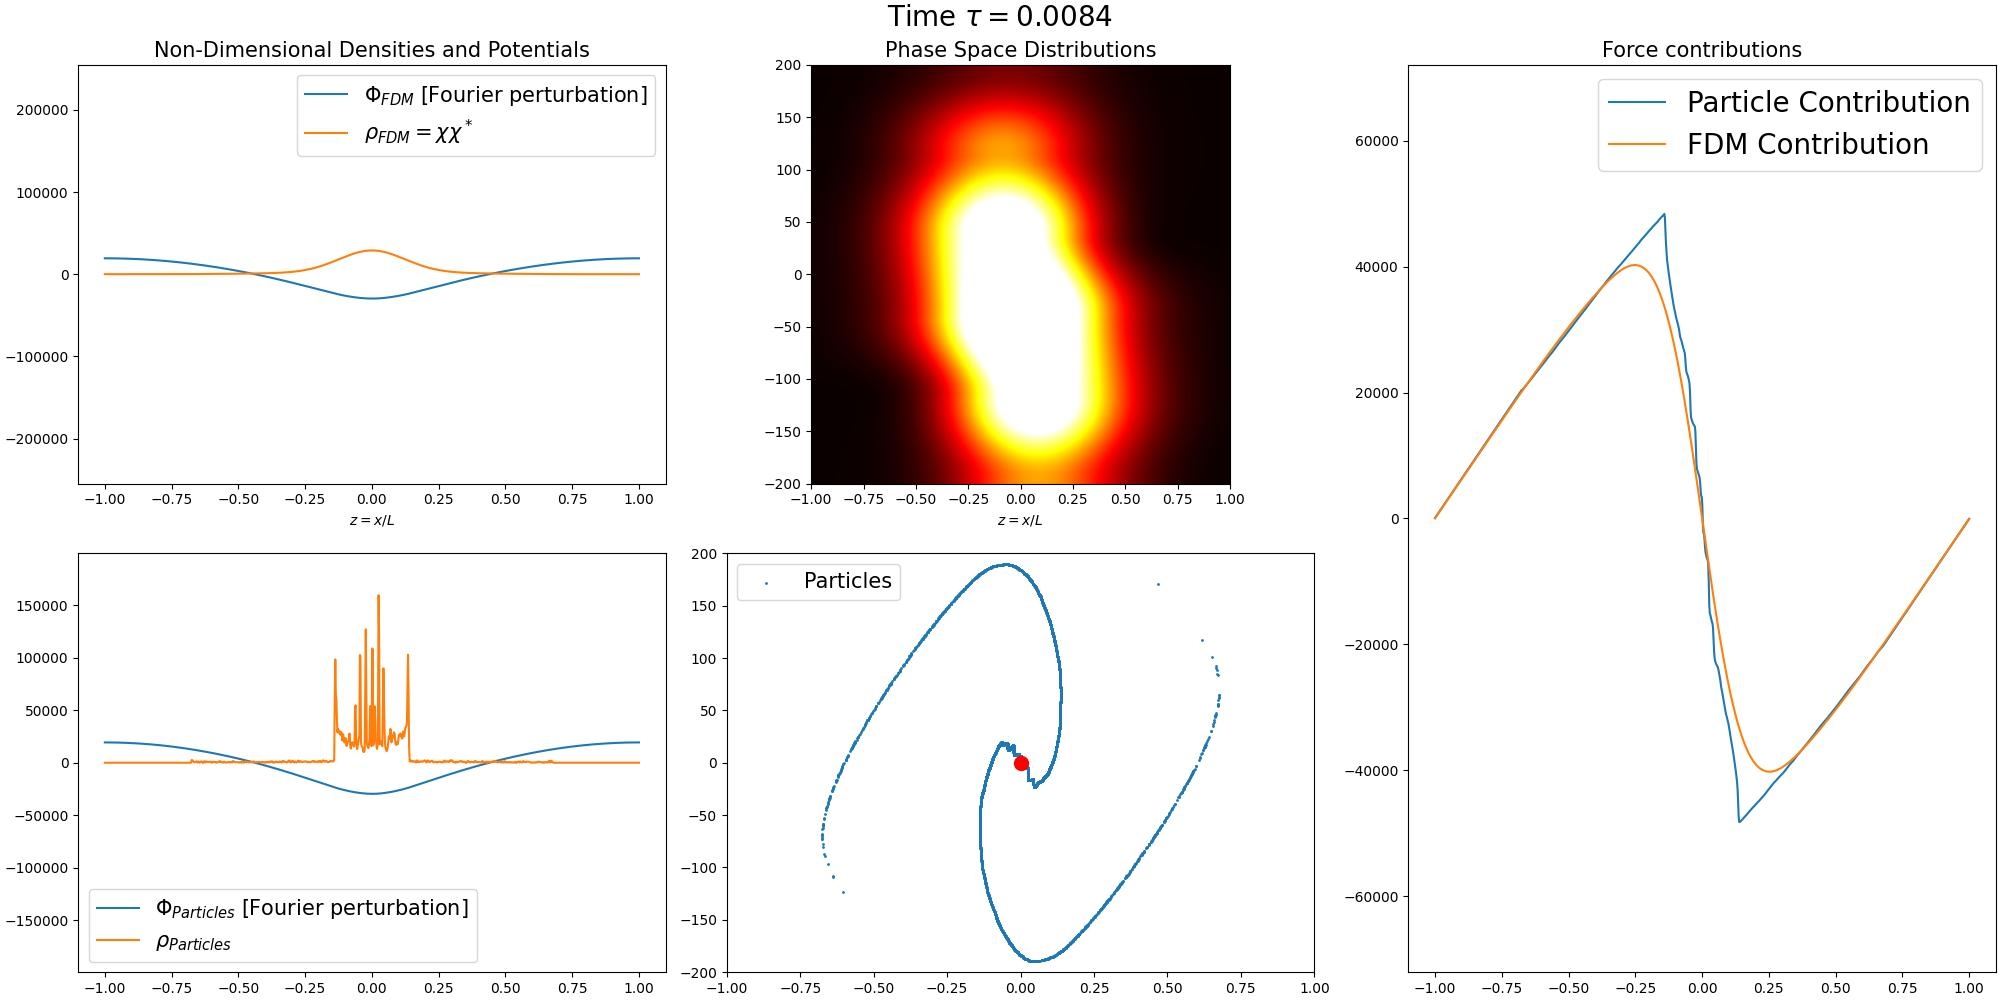 Time τ = 0.0084
Non-Dimensional Densities and Potentials
Φ_FDM [Fourier perturbation]
ρ_FDM = χχ*
200000
100000
0
−100000
−200000
−1.00 −0.75 −0.50 −0.25 0.00 0.25 0.50 0.75 1.00
z = x/L
Phase Space Distributions
200
150
100
50
0
−50
−100
−150
−200
−1.00 −0.75 −0.50 −0.25 0.00 0.25 0.50 0.75 1.00
z = x/L
Force contributions
Particle Contribution
FDM Contribution
60000
40000
20000
0
−20000
−40000
−60000
−1.00 −0.75 −0.50 −0.25 0.00 0.25 0.50 0.75 1.00
150000
100000
50000
0
−50000
−100000
−150000
Φ_Particles [Fourier perturbation]
ρ_Particles
−1.00 −0.75 −0.50 −0.25 0.00 0.25 0.50 0.75 1.00
Particles
200
150
100
50
0
−50
−100
−150
−200
−1.00 −0.75 −0.50 −0.25 0.00 0.25 0.50 0.75 1.00